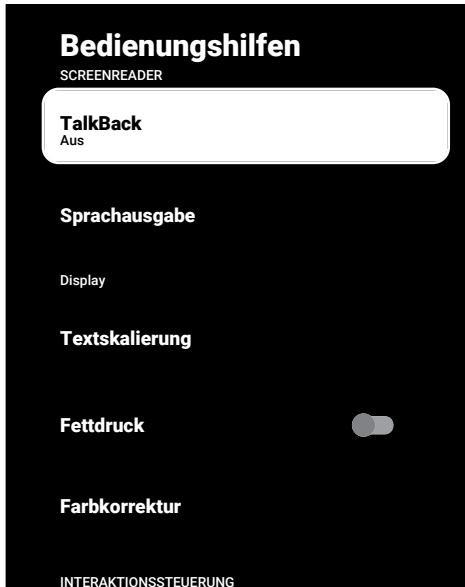 Bedienungshilfen
SCREENREADER
TalkBack
Aus
Sprachausgabe
Display
Textskalierung
Fettdruck
Farbkorrektur
INTERAKTIONSSTEUERUNG